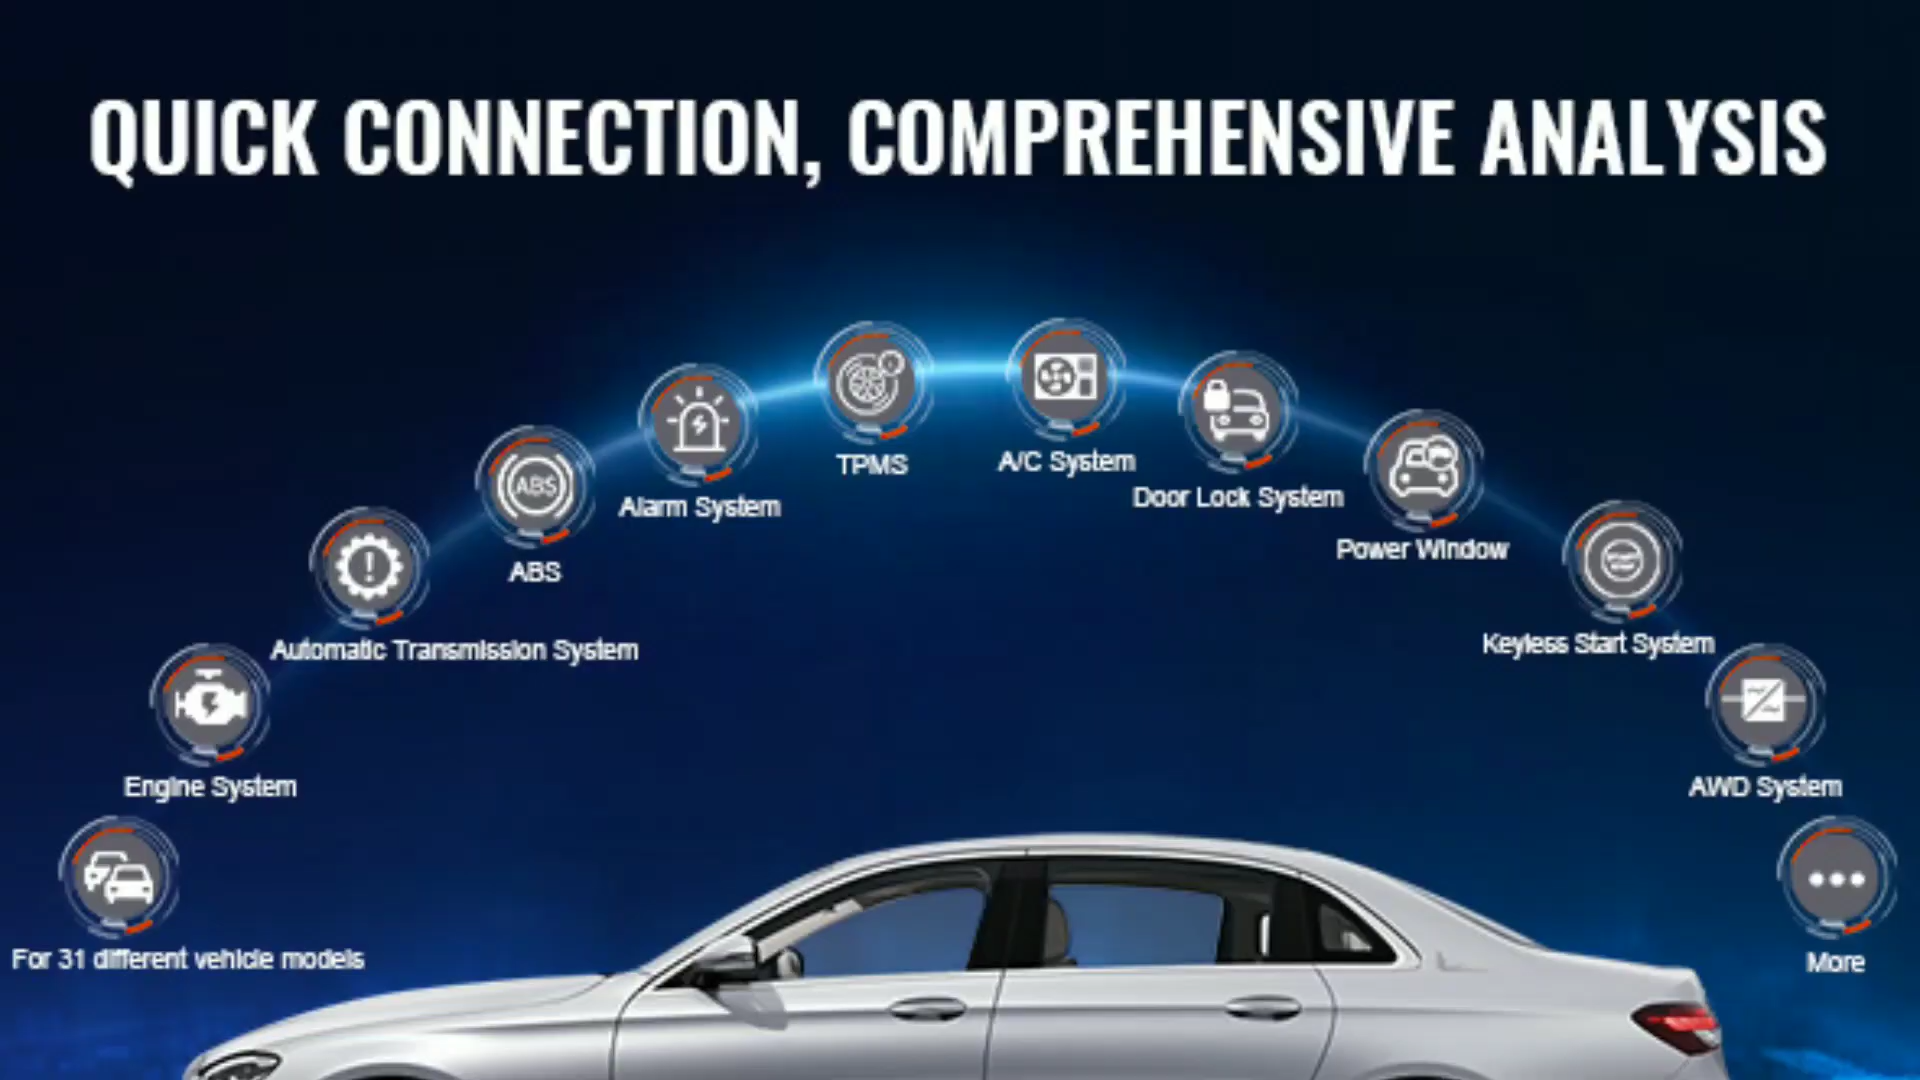 QUICK CONNECTION, COMPREHENSIVE ANALYSIS
For 31 different vehicle models
Engine System
Automatic Transmission System
ABS
ABS
Alarm System
TPMS
A/C System
Door Lock System
Power Window
Keyless Start System
AWD System
More